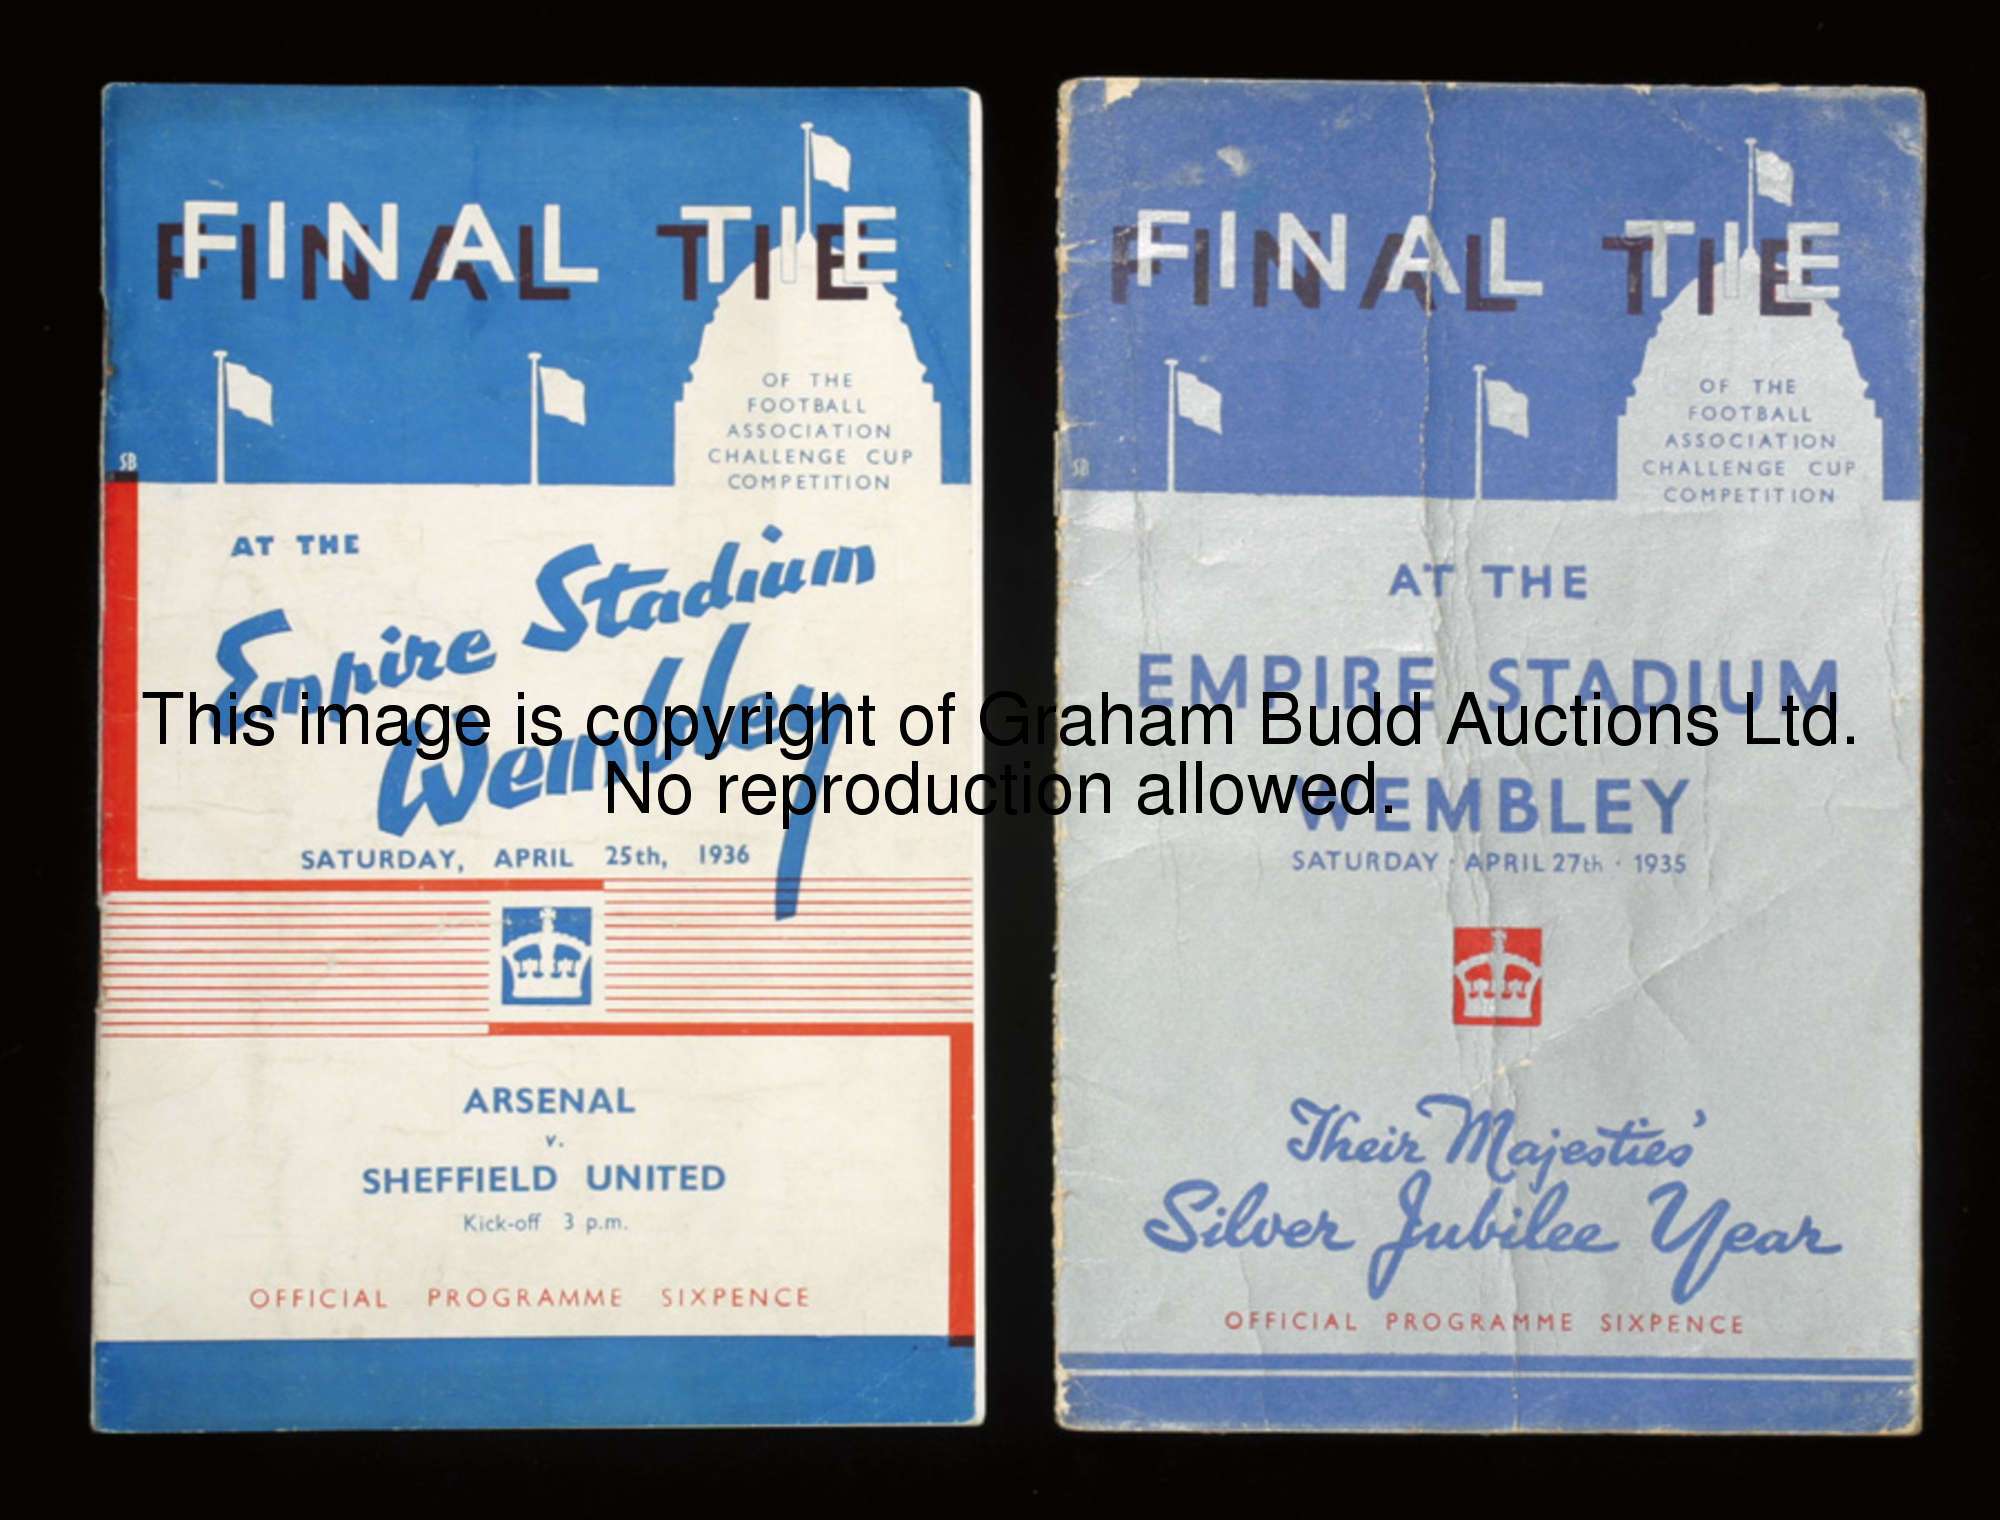 FINAL TIE
OF THE
FOOTBALL
ASSOCIATION
CHALLENGE CUP
COMPETITION
SB
AT THE
Empire Stadium
Wembley
SATURDAY, APRIL 25th, 1936
ARSENAL
v.
SHEFFIELD UNITED
Kick-off 3 p.m.
OFFICIAL PROGRAMME SIXPENCE
FINAL TIE
OF THE
FOOTBALL
ASSOCIATION
CHALLENGE CUP
COMPETITION
SB
AT THE
EMPIRE STADIUM
WEMBLEY
SATURDAY · APRIL 27th · 1935
Their Majesties'
Silver Jubilee Year
OFFICIAL PROGRAMME SIXPENCE
This image is copyright of Graham Budd Auctions Ltd.
No reproduction allowed.